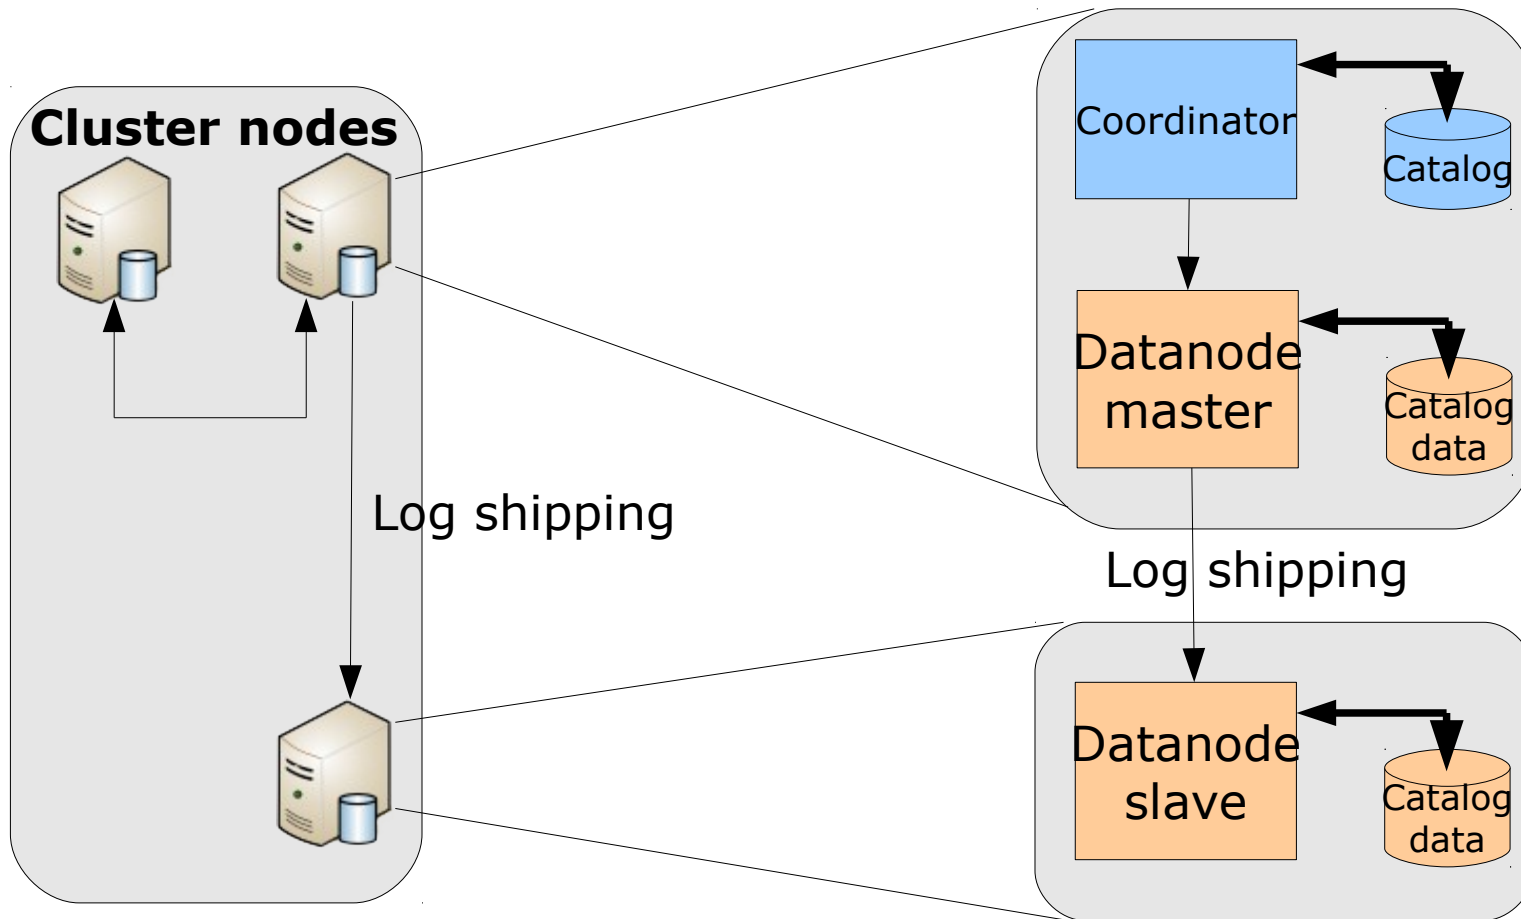 Cluster nodes
Coordinator
Catalog
Datanode
master
Catalog
data
Log shipping
Log shipping
Datanode
slave
Catalog
data